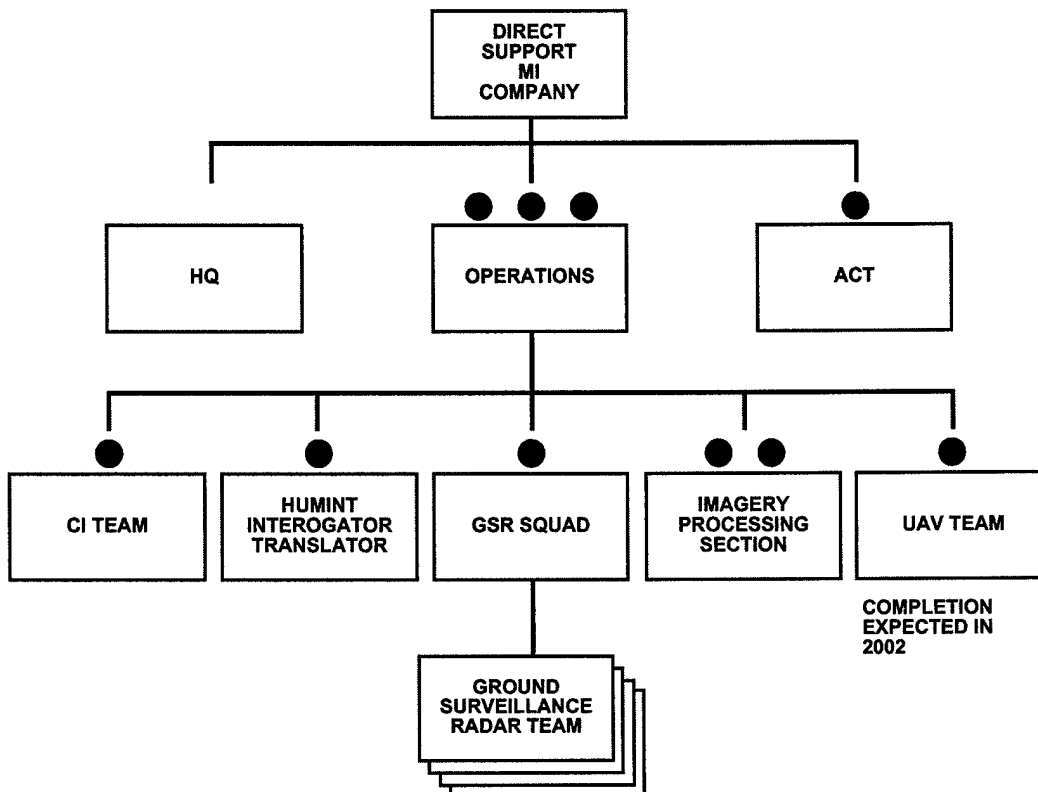 DIRECT
SUPPORT
MI
COMPANY
HQ
OPERATIONS
ACT
CI TEAM
HUMINT
INTEROGATOR
TRANSLATOR
GSR SQUAD
IMAGERY
PROCESSING
SECTION
UAV TEAM
COMPLETION
EXPECTED IN
2002
GROUND
SURVEILLANCE
RADAR TEAM